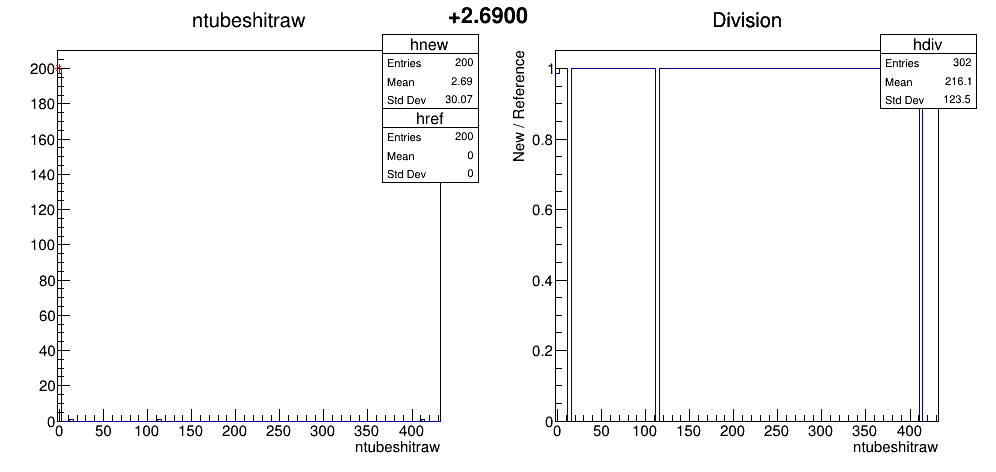 ntubeshitraw
+2.6900
Division
hnew
Entries 200
Mean 2.69
Std Dev 30.07
href
Entries 200
Mean 0
Std Dev 0
200
180
160
140
120
100
80
60
40
20
0
0 50 100 150 200 250 300 350 400
ntubeshitraw
hdiv
Entries 302
Mean 216.1
Std Dev 123.5
New / Reference
1
0.8
0.6
0.4
0.2
0
0 50 100 150 200 250 300 350 400
ntubeshitraw